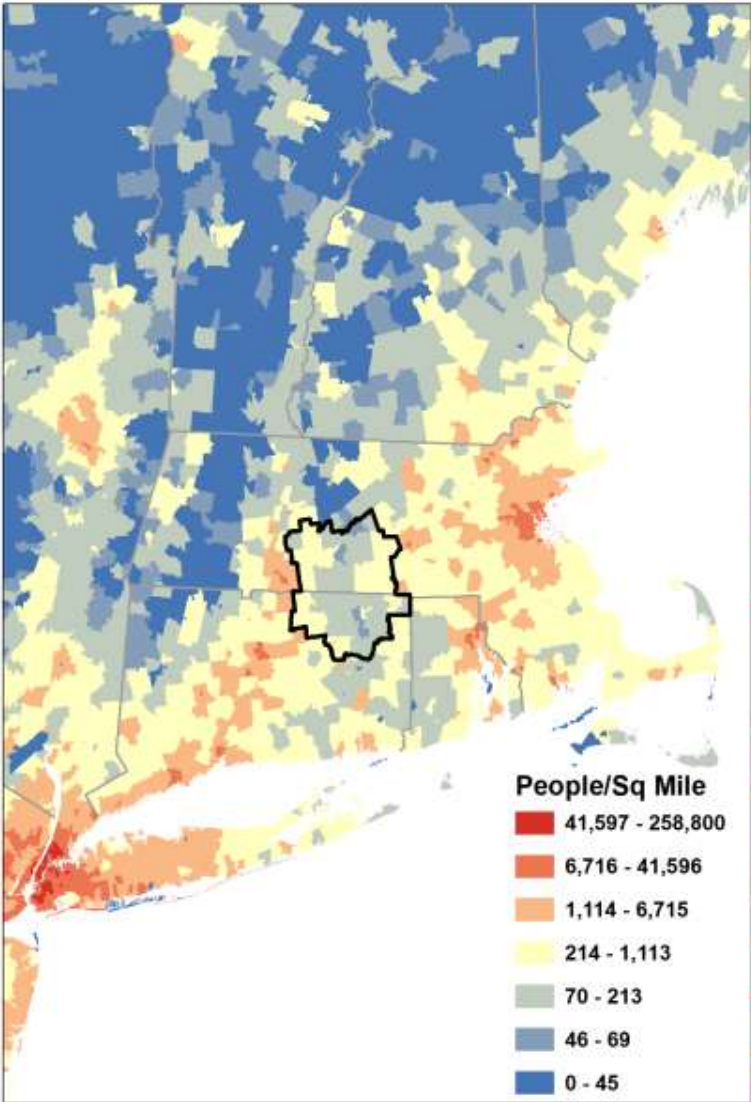 People/Sq Mile
41,597 - 258,800
6,716 - 41,596
1,114 - 6,715
214 - 1,113
70 - 213
46 - 69
0 - 45